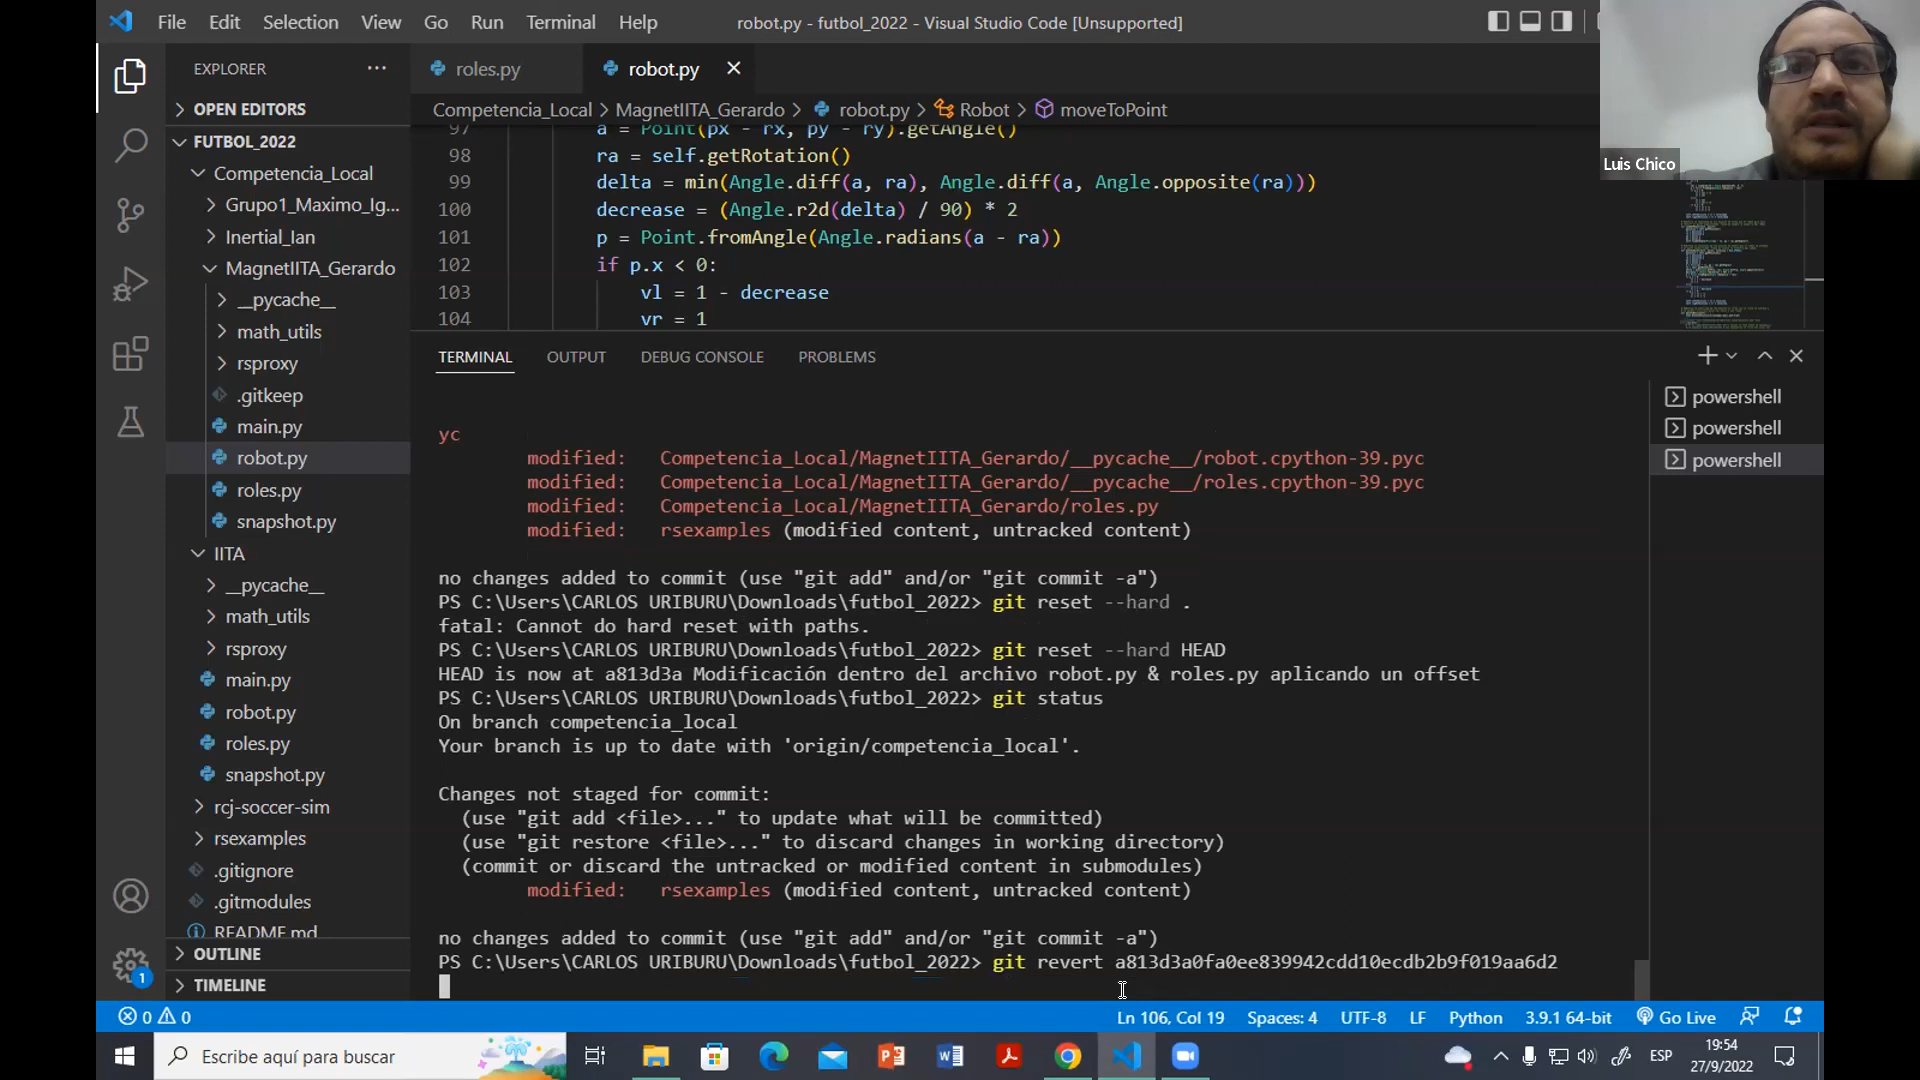 File Edit Selection View Go Run Terminal Help
robot.py - futbol_2022 - Visual Studio Code [Unsupported]
EXPLORER
roles.py
robot.py
OPEN EDITORS
Competencia_Local > MagnetIITA_Gerardo > robot.py > Robot > moveToPoint
Luis Chico
FUTBOL_2022
Competencia_Local
Grupo1_Maximo_Ig...
Inertial_Ian
MagnetIITA_Gerardo
__pycache__
math_utils
rsproxy
.gitkeep
main.py
robot.py
roles.py
snapshot.py
IITA
__pycache__
math_utils
rsproxy
main.py
robot.py
roles.py
snapshot.py
rcj-soccer-sim
rsexamples
.gitignore
.gitmodules
README.md
OUTLINE
TIMELINE
97 a = Point(px - rx, py - ry).getAngle()
98 ra = self.getRotation()
99 delta = min(Angle.diff(a, ra), Angle.diff(a, Angle.opposite(ra)))
100 decrease = (Angle.r2d(delta) / 90) * 2
101 p = Point.fromAngle(Angle.radians(a - ra))
102 if p.x < 0:
103 vl = 1 - decrease
104 vr = 1
TERMINAL OUTPUT DEBUG CONSOLE PROBLEMS
powershell
powershell
powershell
yc
modified: Competencia_Local/MagnetIITA_Gerardo/__pycache__/robot.cpython-39.pyc
modified: Competencia_Local/MagnetIITA_Gerardo/__pycache__/roles.cpython-39.pyc
modified: Competencia_Local/MagnetIITA_Gerardo/roles.py
modified: rsexamples (modified content, untracked content)
no changes added to commit (use "git add" and/or "git commit -a")
PS C:\Users\CARLOS URIBURU\Downloads\futbol_2022> git reset --hard .
fatal: Cannot do hard reset with paths.
PS C:\Users\CARLOS URIBURU\Downloads\futbol_2022> git reset --hard HEAD
HEAD is now at a813d3a Modificación dentro del archivo robot.py & roles.py aplicando un offset
PS C:\Users\CARLOS URIBURU\Downloads\futbol_2022> git status
On branch competencia_local
Your branch is up to date with 'origin/competencia_local'.
Changes not staged for commit:
(use "git add <file>..." to update what will be committed)
(use "git restore <file>..." to discard changes in working directory)
(commit or discard the untracked or modified content in submodules)
modified: rsexamples (modified content, untracked content)
no changes added to commit (use "git add" and/or "git commit -a")
PS C:\Users\CARLOS URIBURU\Downloads\futbol_2022> git revert a813d3a0fa0ee839942cdd10ecdb2b9f019aa6d2
1
0 0
Ln 106, Col 19 Spaces: 4 UTF-8 LF Python 3.9.1 64-bit Go Live
Escribe aquí para buscar
ESP
19:54
27/9/2022